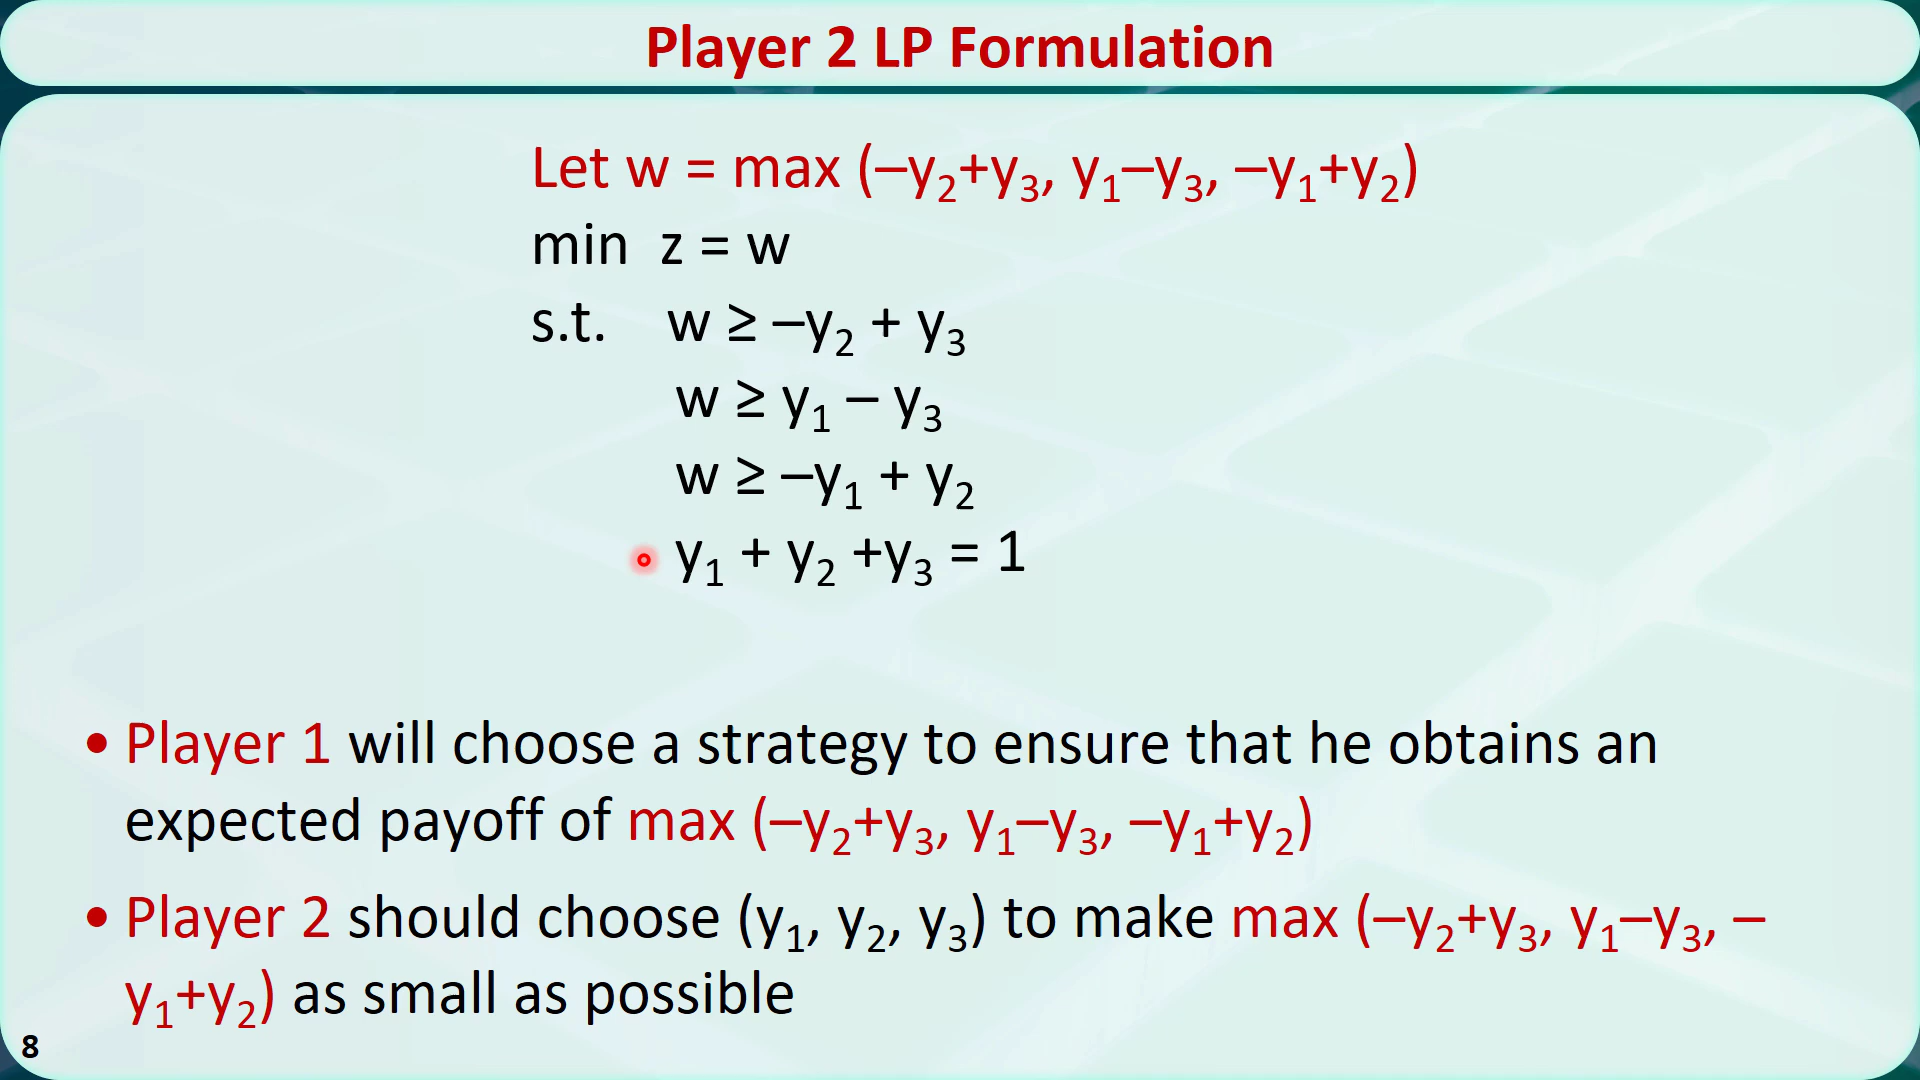 Player 2 LP Formulation
Let w = max (–y₂+y₃, y₁–y₃, –y₁+y₂)
min z = w
s.t. w ≥ –y₂ + y₃
w ≥ y₁ – y₃
w ≥ –y₁ + y₂
y₁ + y₂ +y₃ = 1
• Player 1 will choose a strategy to ensure that he obtains an
expected payoff of max (–y₂+y₃, y₁–y₃, –y₁+y₂)
• Player 2 should choose (y₁, y₂, y₃) to make max (–y₂+y₃, y₁–y₃, –
y₁+y₂) as small as possible
8